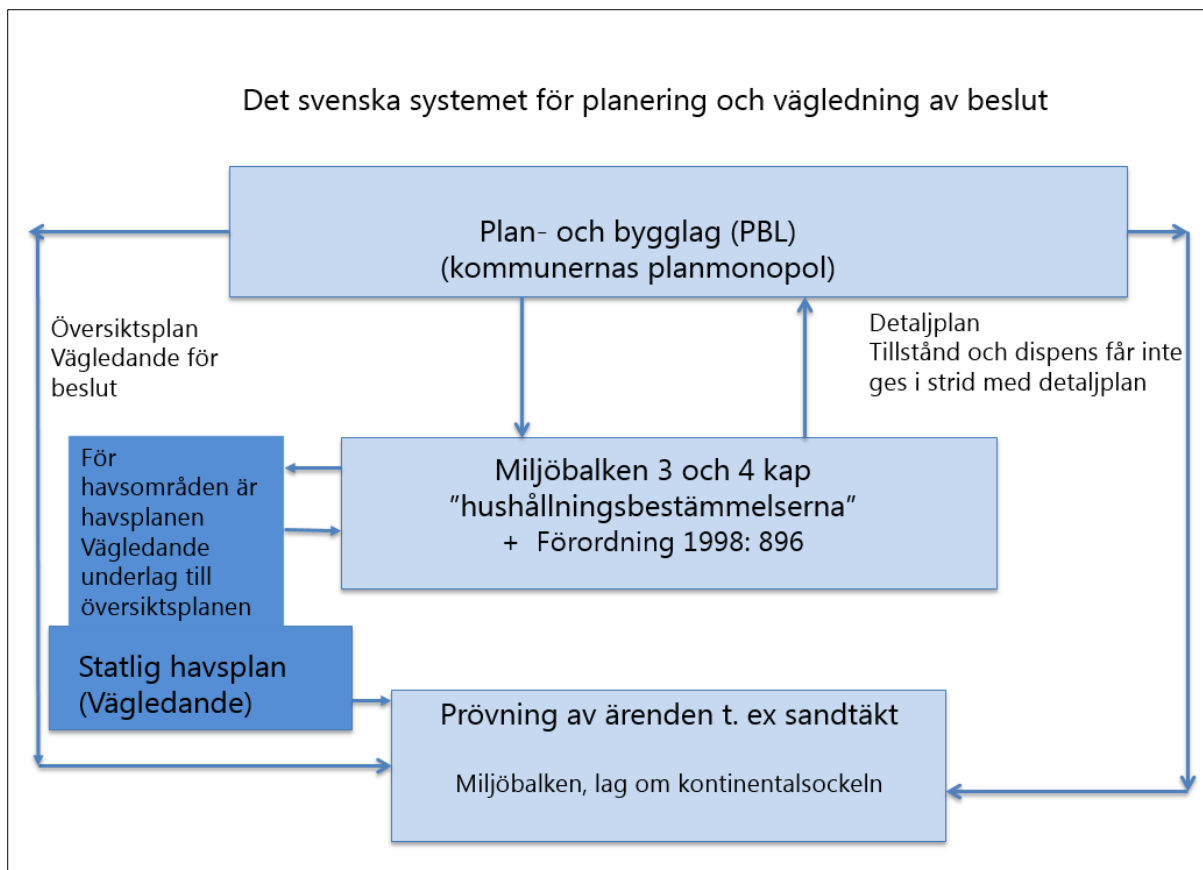 Det svenska systemet för planering och vägledning av beslut
Plan- och bygglag (PBL)
(kommunernas planmonopol)
Översiktsplan
Vägledande för
beslut
Detaljplan
Tillstånd och dispens får inte
ges i strid med detaljplan
För
havsområden är
havsplanen
Vägledande
underlag till
översiktsplanen
Miljöbalken 3 och 4 kap
”hushållningsbestämmelserna”
+ Förordning 1998: 896
Statlig havsplan
(Vägledande)
Prövning av ärenden t. ex sandtäkt
Miljöbalken, lag om kontinentalsockeln